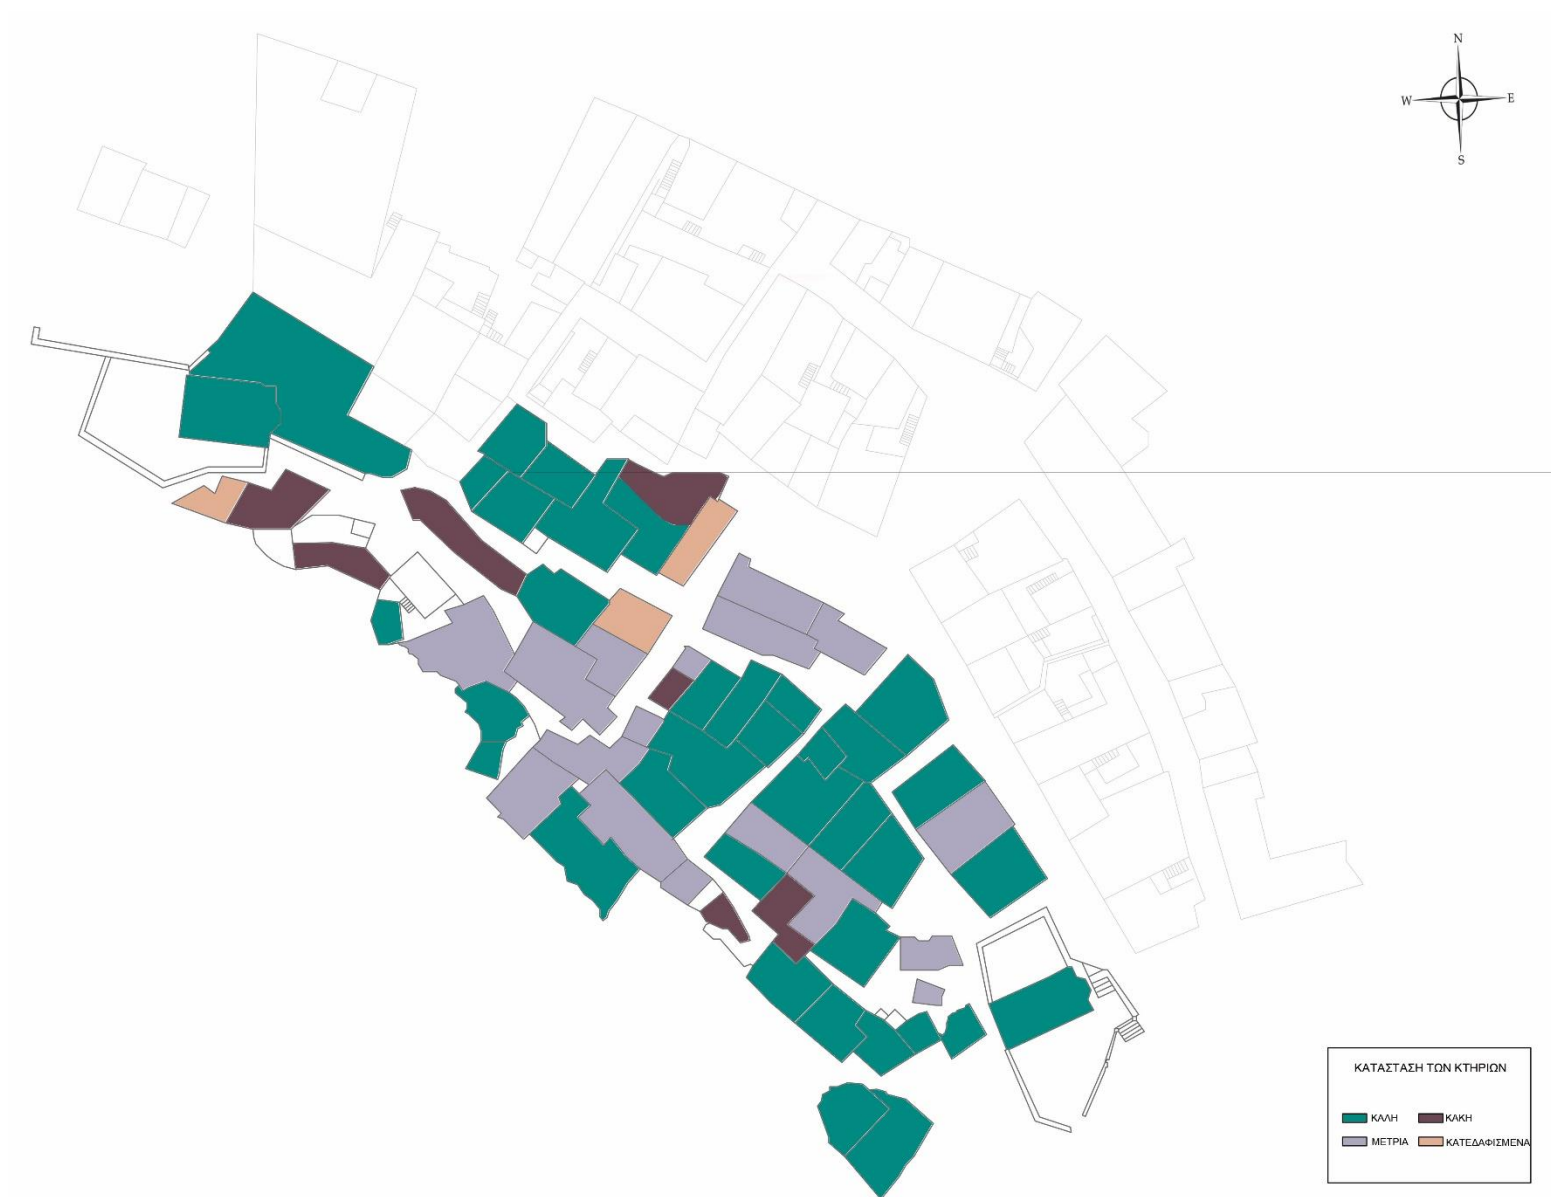 N
W E
S
ΚΑΤΑΣΤΑΣΗ ΤΩΝ ΚΤΗΡΙΩΝ
ΚΑΛΗ ΚΑΚΗ
ΜΕΤΡΙΑ ΚΑΤΕΔΑΦΙΣΜΕΝΑ